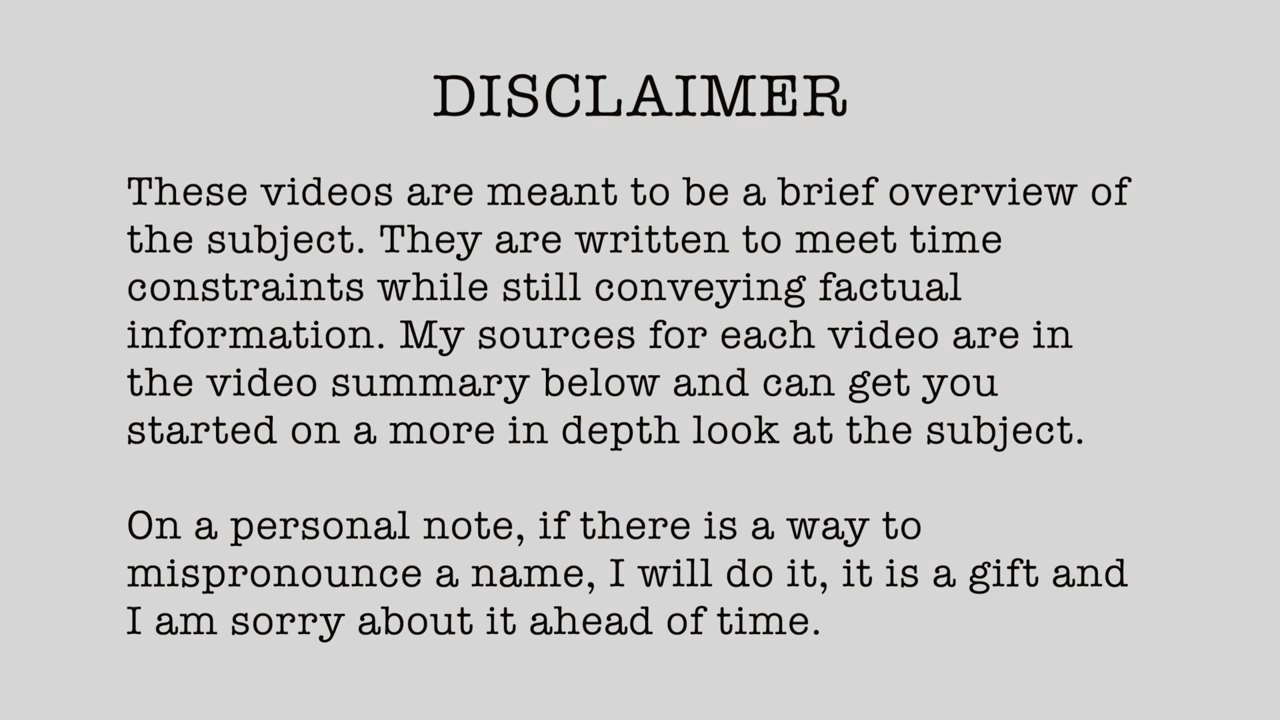 DISCLAIMER
These videos are meant to be a brief overview of
the subject. They are written to meet time
constraints while still conveying factual
information. My sources for each video are in
the video summary below and can get you
started on a more in depth look at the subject.
On a personal note, if there is a way to
mispronounce a name, I will do it, it is a gift and
I am sorry about it ahead of time.